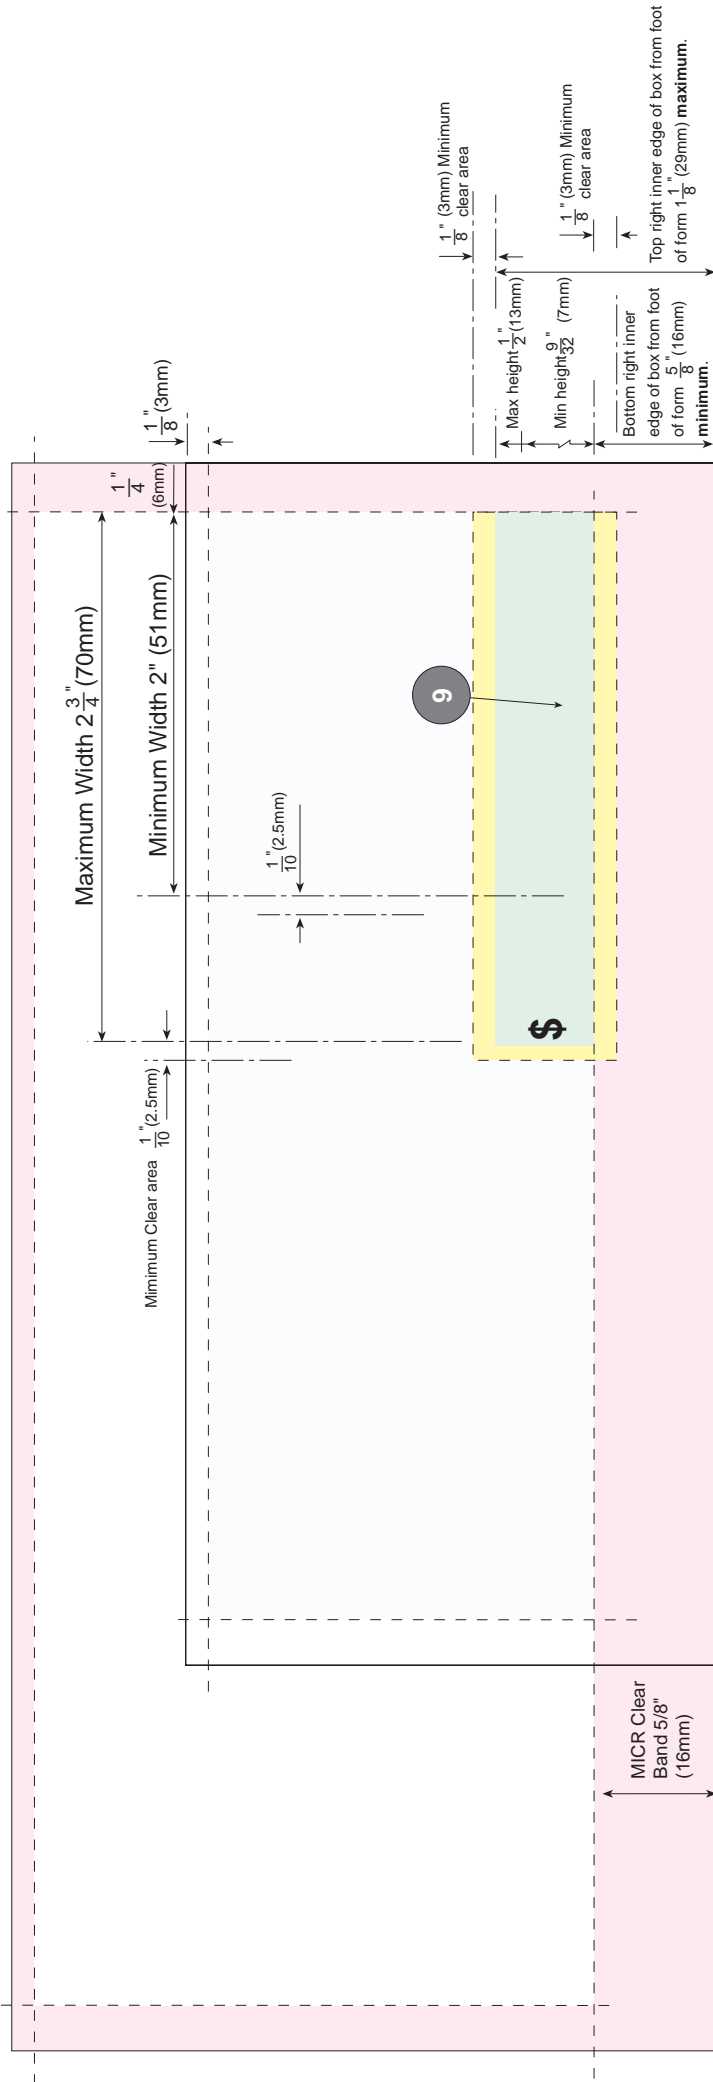 Maximum Width 2 3/4" (70mm)
Minimum Width 2" (51mm)
1/4"
(6mm)
1/8" (3mm)
Mimimum Clear area 1/10" (2.5mm)
1/10" (2.5mm)
9
$
1/8" (3mm) Minimum
clear area
Max height 1/2" (13mm)
Min height 9/32" (7mm)
1/8" (3mm) Minimum
clear area
Bottom right inner
edge of box from foot
of form 5/8" (16mm)
minimum.
Top right inner edge of box from foot
of form 1 1/8" (29mm) maximum.
MICR Clear
Band 5/8"
(16mm)